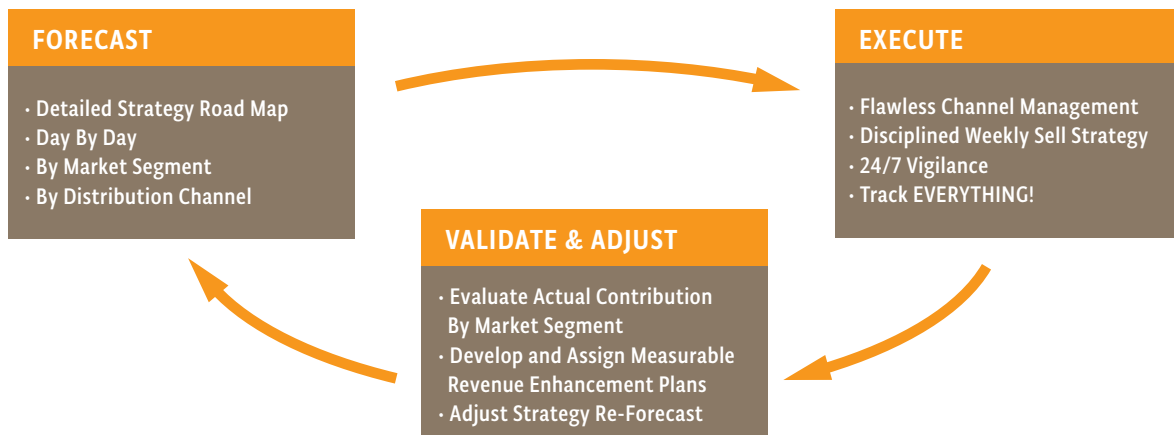 FORECAST
· Detailed Strategy Road Map
· Day By Day
· By Market Segment
· By Distribution Channel
EXECUTE
· Flawless Channel Management
· Disciplined Weekly Sell Strategy
· 24/7 Vigilance
· Track EVERYTHING!
VALIDATE & ADJUST
· Evaluate Actual Contribution
By Market Segment
· Develop and Assign Measurable
Revenue Enhancement Plans
· Adjust Strategy Re-Forecast